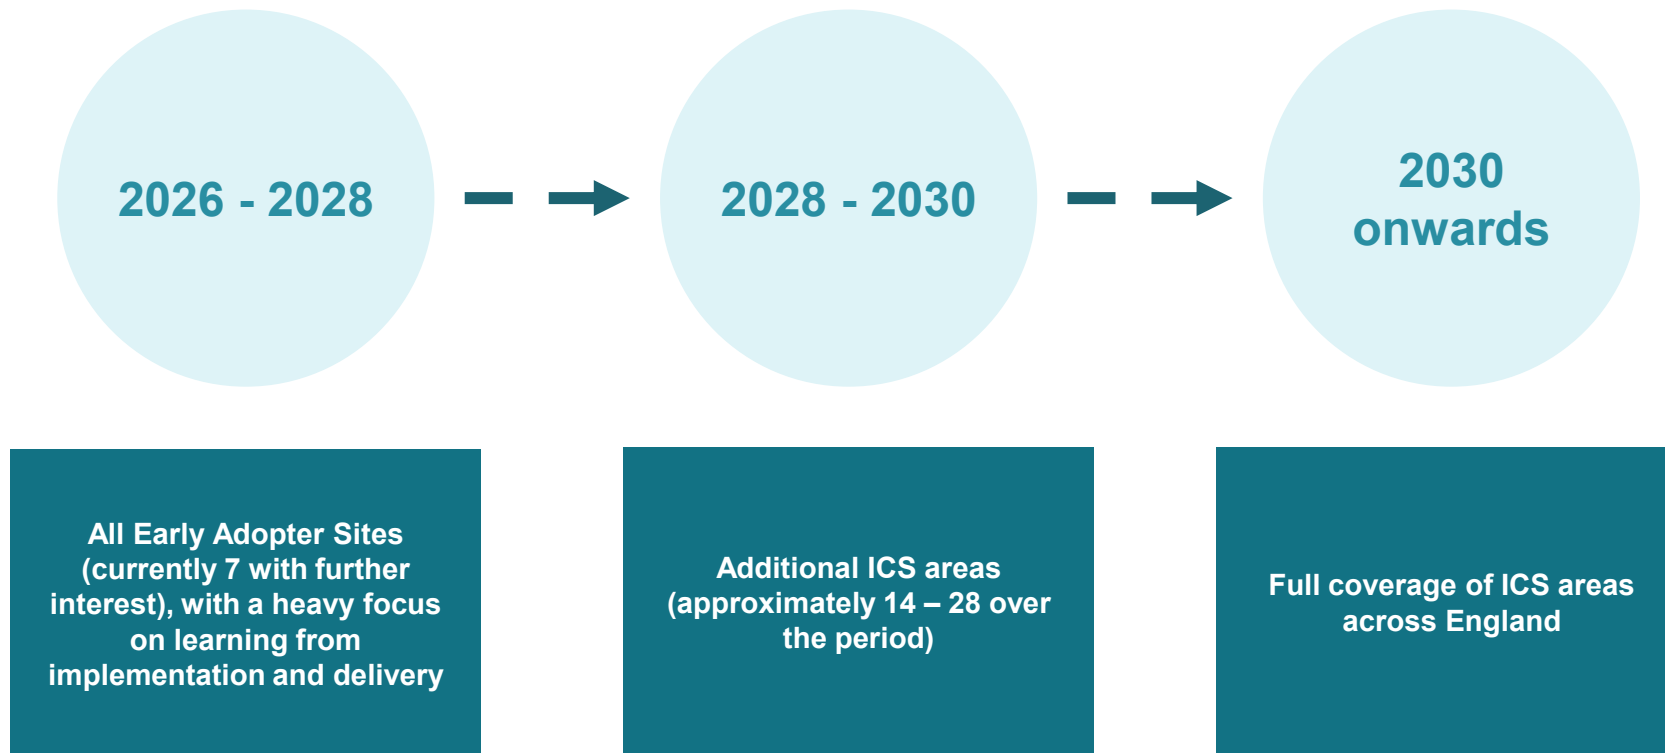 2026 - 2028
2028 - 2030
2030
onwards
All Early Adopter Sites
(currently 7 with further
interest), with a heavy focus
on learning from
implementation and delivery
Additional ICS areas
(approximately 14 – 28 over
the period)
Full coverage of ICS areas
across England